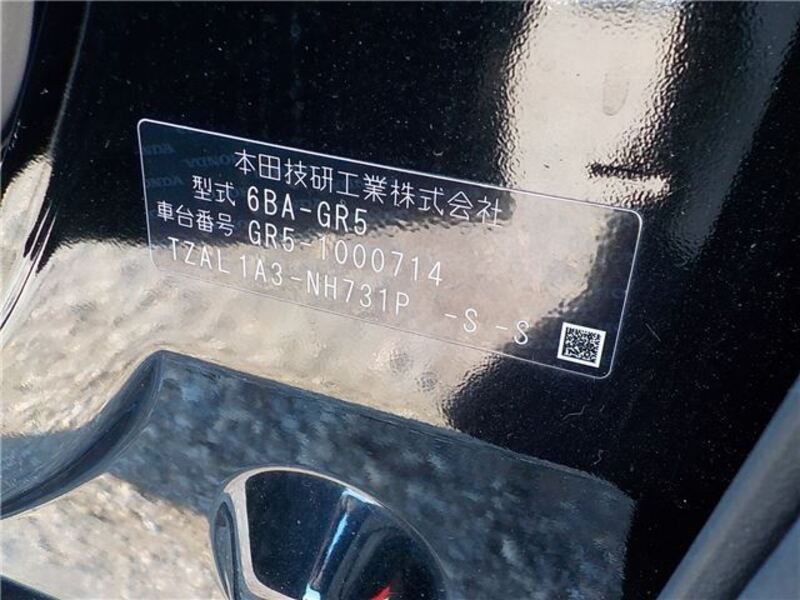 本田技研工業株式会社
型式 6BA-GR5
車台番号 GR5-1000714
TZAL1A3-NH731P -S -S